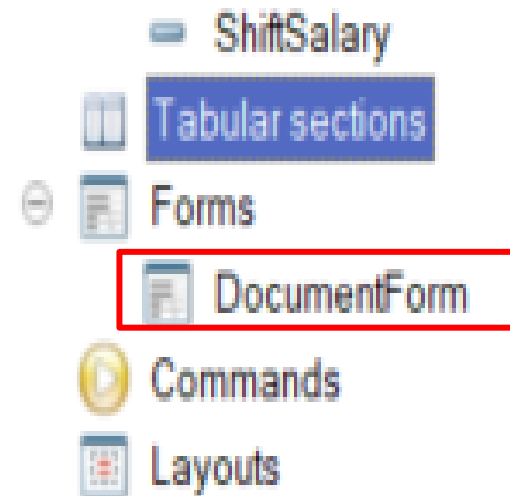 ShiftSalary
Tabular sections
Forms
DocumentForm
Commands
Layouts